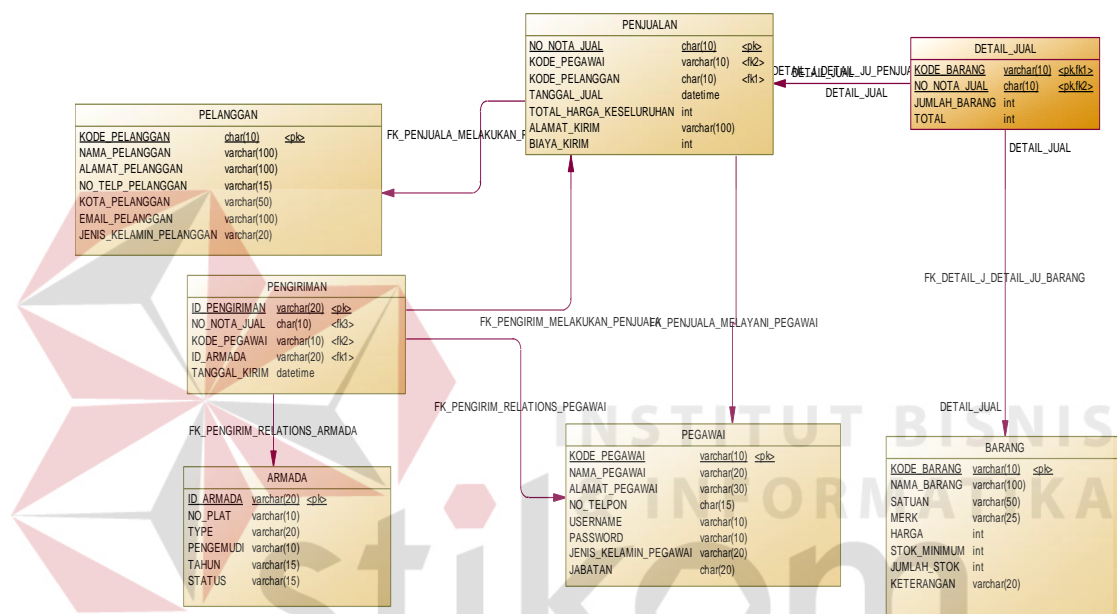 PENJUALAN
NO_NOTA_JUAL char(10) <pk>
KODE_PEGAWAI varchar(10) <fk2>
KODE_PELANGGAN char(10) <fk1>
TANGGAL_JUAL datetime
TOTAL_HARGA_KESELURUHAN int
ALAMAT_KIRIM varchar(100)
BIAYA_KIRIM int
DETAIL_JUAL
KODE_BARANG varchar(10) <pk,fk1>
NO_NOTA_JUAL char(10) <pk,fk2>
JUMLAH_BARANG int
TOTAL int
DETAIL_JUAL
DETAIL_JUAL
DETAIL_JUAL
PELANGGAN
KODE_PELANGGAN char(10) <pk>
NAMA_PELANGGAN varchar(100)
ALAMAT_PELANGGAN varchar(100)
NO_TELP_PELANGGAN varchar(15)
KOTA_PELANGGAN varchar(50)
EMAIL_PELANGGAN varchar(100)
JENIS_KELAMIN_PELANGGAN varchar(20)
FK_PENJUALA_MELAKUKAN_P
PENGIRIMAN
ID_PENGIRIMAN varchar(20) <pk>
NO_NOTA_JUAL char(10) <fk3>
KODE_PEGAWAI varchar(10) <fk2>
ID_ARMADA varchar(20) <fk1>
TANGGAL_KIRIM datetime
FK_DETAIL_J_DETAIL_JU_BARANG
FK_PENGIRIM_MELAKUKAN_PENJUALA
FK_PENJUALA_MELAYANI_PEGAWAI
FK_PENGIRIM_RELATIONS_PEGAWAI
DETAIL_JUAL
FK_PENGIRIM_RELATIONS_ARMADA
INSTITUT BISNIS
INFORMATIKA
stikom
ARMADA
ID_ARMADA varchar(20) <pk>
NO_PLAT varchar(10)
TYPE varchar(20)
PENGEMUDI varchar(10)
TAHUN varchar(15)
STATUS varchar(15)
PEGAWAI
KODE_PEGAWAI varchar(10) <pk>
NAMA_PEGAWAI varchar(20)
ALAMAT_PEGAWAI varchar(30)
NO_TELPON char(15)
USERNAME varchar(10)
PASSWORD varchar(10)
JENIS_KELAMIN_PEGAWAI varchar(20)
JABATAN char(20)
BARANG
KODE_BARANG varchar(10) <pk>
NAMA_BARANG varchar(100)
SATUAN varchar(50)
MERK varchar(25)
HARGA int
STOK_MINIMUM int
JUMLAH_STOK int
KETERANGAN varchar(20)